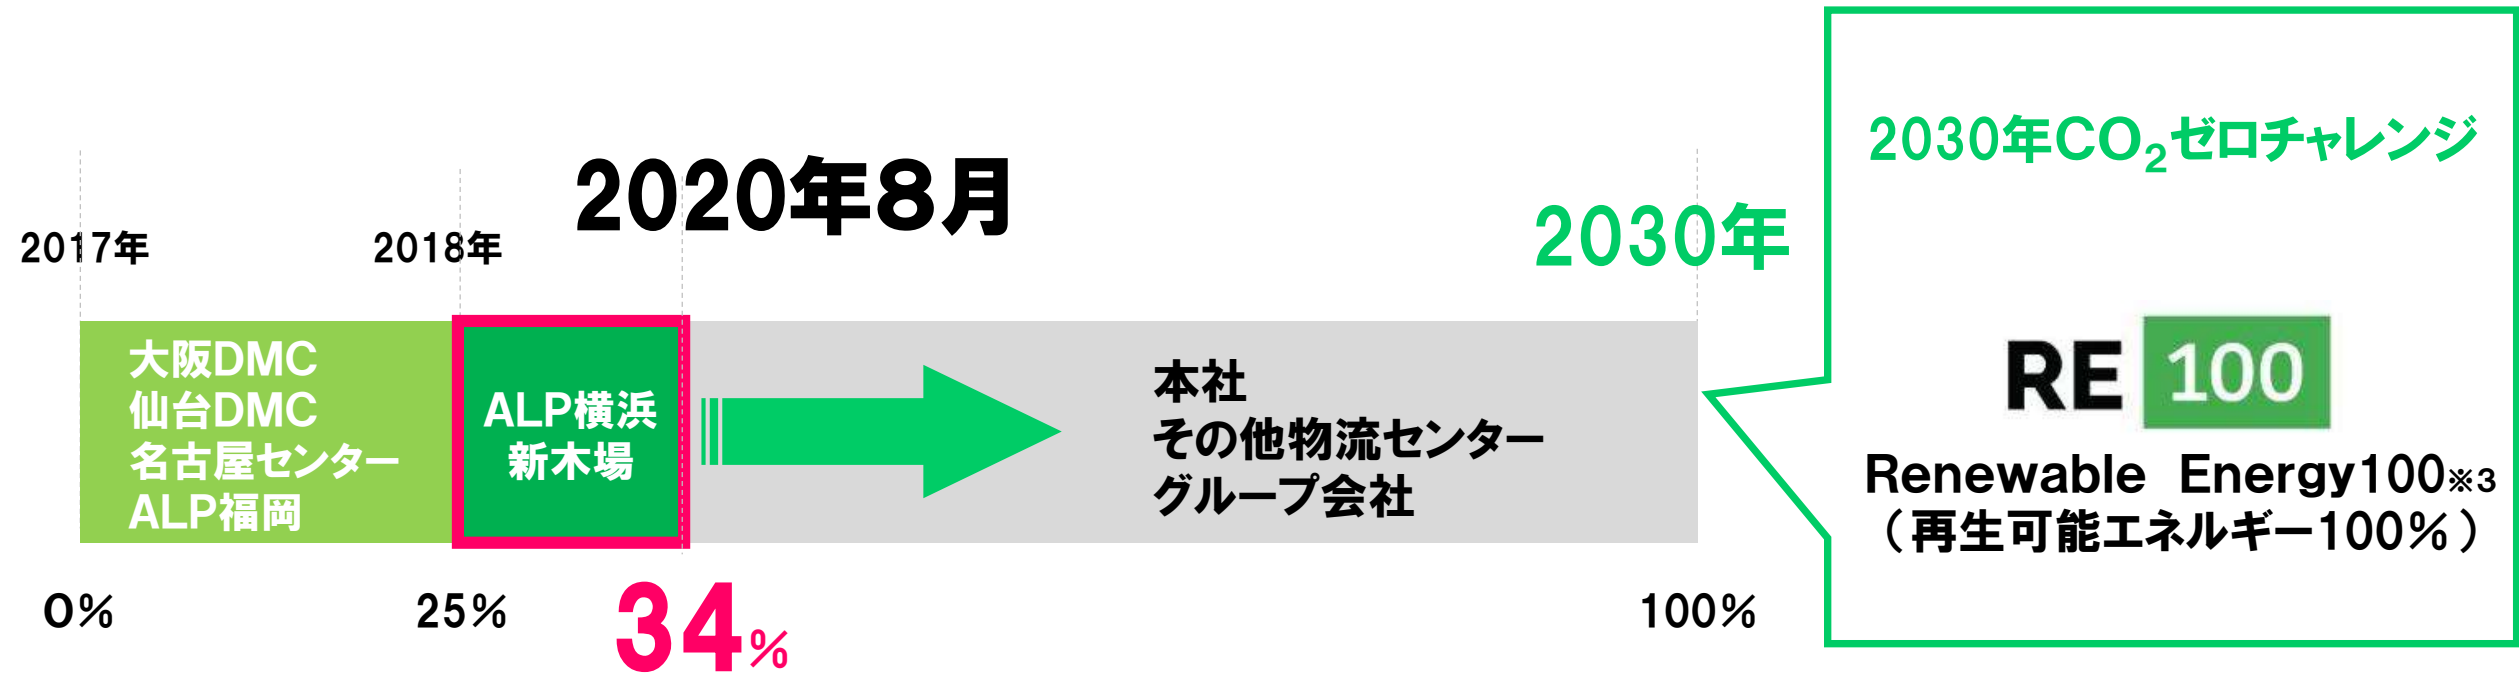 2017年
2018年
2020年8月
2030年
大阪DMC
仙台DMC
名古屋センター
ALP福岡
ALP横浜
新木場
本社
その他物流センター
グループ会社
0%
25%
34%
100%
2030年CO₂ゼロチャレンジ
RE 100
Renewable Energy100※3
（再生可能エネルギー100%）